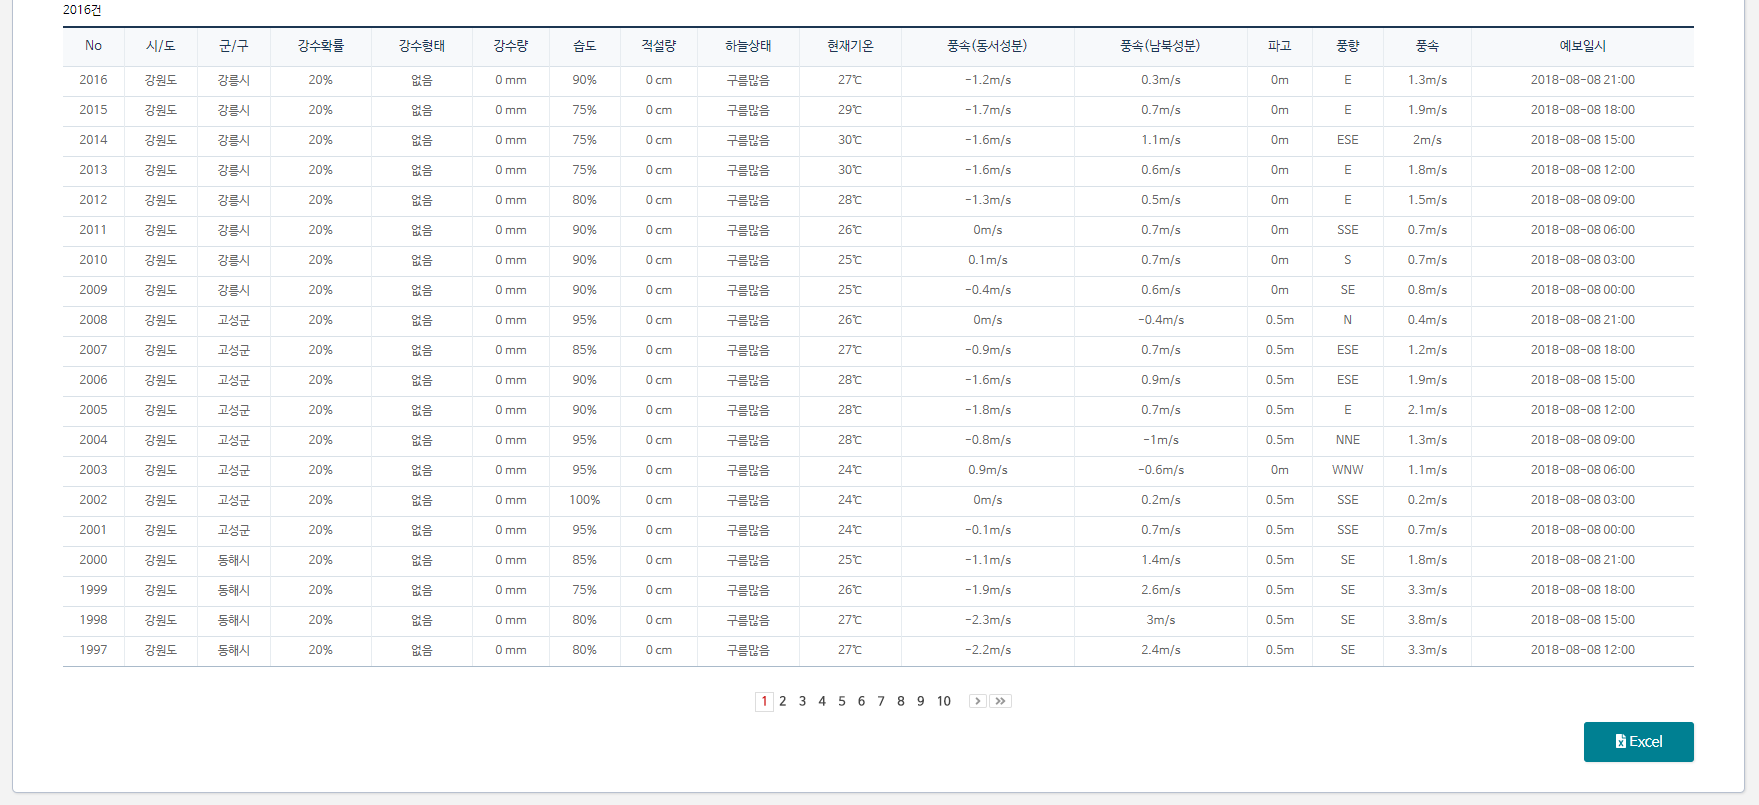 2016건
No 시/도 군/구 강수확률 강수형태 강수량 습도 적설량 하늘상태 현재기온 풍속(동서성분) 풍속(남북성분) 파고 풍향 풍속 예보일시
2016 강원도 강릉시 20% 없음 0 mm 90% 0 cm 구름많음 27℃ -1.2m/s 0.3m/s 0m E 1.3m/s 2018-08-08 21:00
2015 강원도 강릉시 20% 없음 0 mm 75% 0 cm 구름많음 29℃ -1.7m/s 0.7m/s 0m E 1.9m/s 2018-08-08 18:00
2014 강원도 강릉시 20% 없음 0 mm 75% 0 cm 구름많음 30℃ -1.6m/s 1.1m/s 0m ESE 2m/s 2018-08-08 15:00
2013 강원도 강릉시 20% 없음 0 mm 75% 0 cm 구름많음 30℃ -1.6m/s 0.6m/s 0m E 1.8m/s 2018-08-08 12:00
2012 강원도 강릉시 20% 없음 0 mm 80% 0 cm 구름많음 28℃ -1.3m/s 0.5m/s 0m E 1.5m/s 2018-08-08 09:00
2011 강원도 강릉시 20% 없음 0 mm 90% 0 cm 구름많음 26℃ 0m/s 0.7m/s 0m SSE 0.7m/s 2018-08-08 06:00
2010 강원도 강릉시 20% 없음 0 mm 90% 0 cm 구름많음 25℃ 0.1m/s 0.7m/s 0m S 0.7m/s 2018-08-08 03:00
2009 강원도 강릉시 20% 없음 0 mm 90% 0 cm 구름많음 25℃ -0.4m/s 0.6m/s 0m SE 0.8m/s 2018-08-08 00:00
2008 강원도 고성군 20% 없음 0 mm 95% 0 cm 구름많음 26℃ 0m/s -0.4m/s 0.5m N 0.4m/s 2018-08-08 21:00
2007 강원도 고성군 20% 없음 0 mm 85% 0 cm 구름많음 27℃ -0.9m/s 0.7m/s 0.5m ESE 1.2m/s 2018-08-08 18:00
2006 강원도 고성군 20% 없음 0 mm 90% 0 cm 구름많음 28℃ -1.6m/s 0.9m/s 0.5m ESE 1.9m/s 2018-08-08 15:00
2005 강원도 고성군 20% 없음 0 mm 90% 0 cm 구름많음 28℃ -1.8m/s 0.7m/s 0.5m E 2.1m/s 2018-08-08 12:00
2004 강원도 고성군 20% 없음 0 mm 95% 0 cm 구름많음 28℃ -0.8m/s -1m/s 0.5m NNE 1.3m/s 2018-08-08 09:00
2003 강원도 고성군 20% 없음 0 mm 95% 0 cm 구름많음 24℃ 0.9m/s -0.6m/s 0m WNW 1.1m/s 2018-08-08 06:00
2002 강원도 고성군 20% 없음 0 mm 100% 0 cm 구름많음 24℃ 0m/s 0.2m/s 0.5m SSE 0.2m/s 2018-08-08 03:00
2001 강원도 고성군 20% 없음 0 mm 95% 0 cm 구름많음 24℃ -0.1m/s 0.7m/s 0.5m SSE 0.7m/s 2018-08-08 00:00
2000 강원도 동해시 20% 없음 0 mm 85% 0 cm 구름많음 25℃ -1.1m/s 1.4m/s 0.5m SE 1.8m/s 2018-08-08 21:00
1999 강원도 동해시 20% 없음 0 mm 75% 0 cm 구름많음 26℃ -1.9m/s 2.6m/s 0.5m SE 3.3m/s 2018-08-08 18:00
1998 강원도 동해시 20% 없음 0 mm 80% 0 cm 구름많음 27℃ -2.3m/s 3m/s 0.5m SE 3.8m/s 2018-08-08 15:00
1997 강원도 동해시 20% 없음 0 mm 80% 0 cm 구름많음 27℃ -2.2m/s 2.4m/s 0.5m SE 3.3m/s 2018-08-08 12:00
1 2 3 4 5 6 7 8 9 10 > >>
Excel